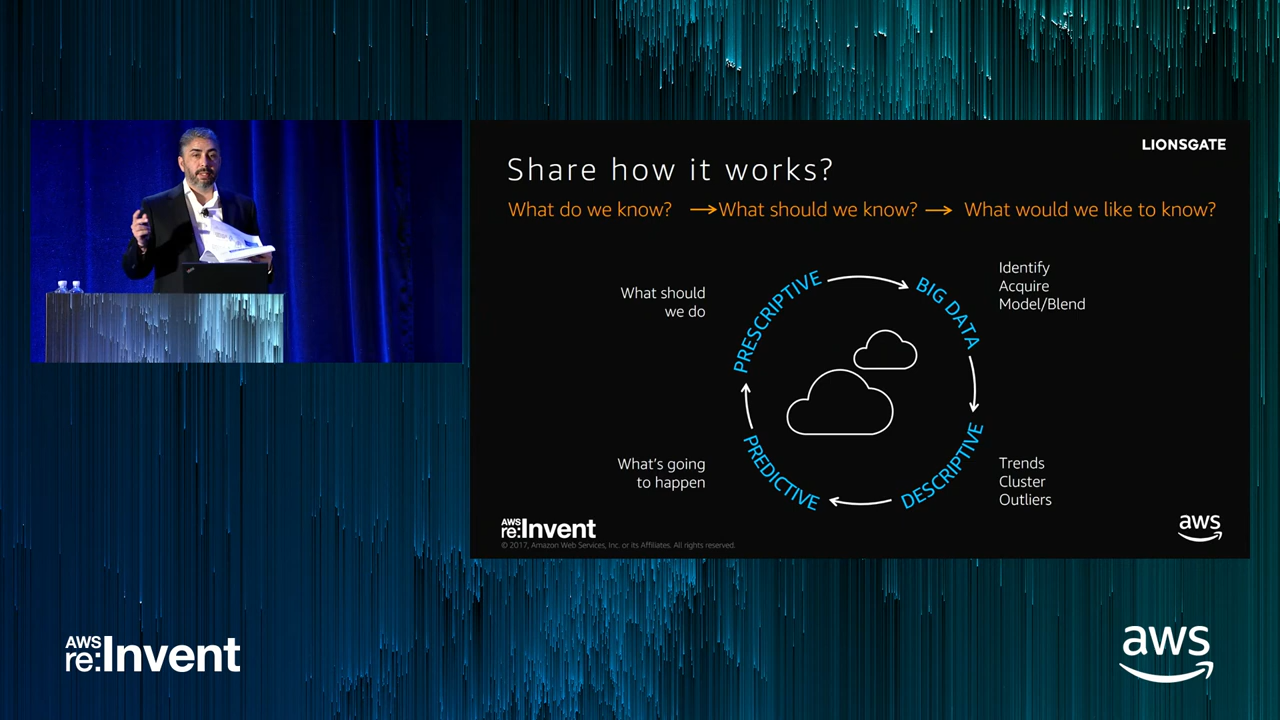 LIONSGATE
Share how it works?
What do we know? → What should we know? → What would we like to know?
What should
we do
PRESCRIPTIVE
BIG DATA
Identify
Acquire
Model/Blend
What's going
to happen
PREDICTIVE
DESCRIPTIVE
Trends
Cluster
Outliers
AWS
re:Invent
© 2017, Amazon Web Services, Inc. or its Affiliates. All rights reserved.
aws
AWS
re:Invent
aws